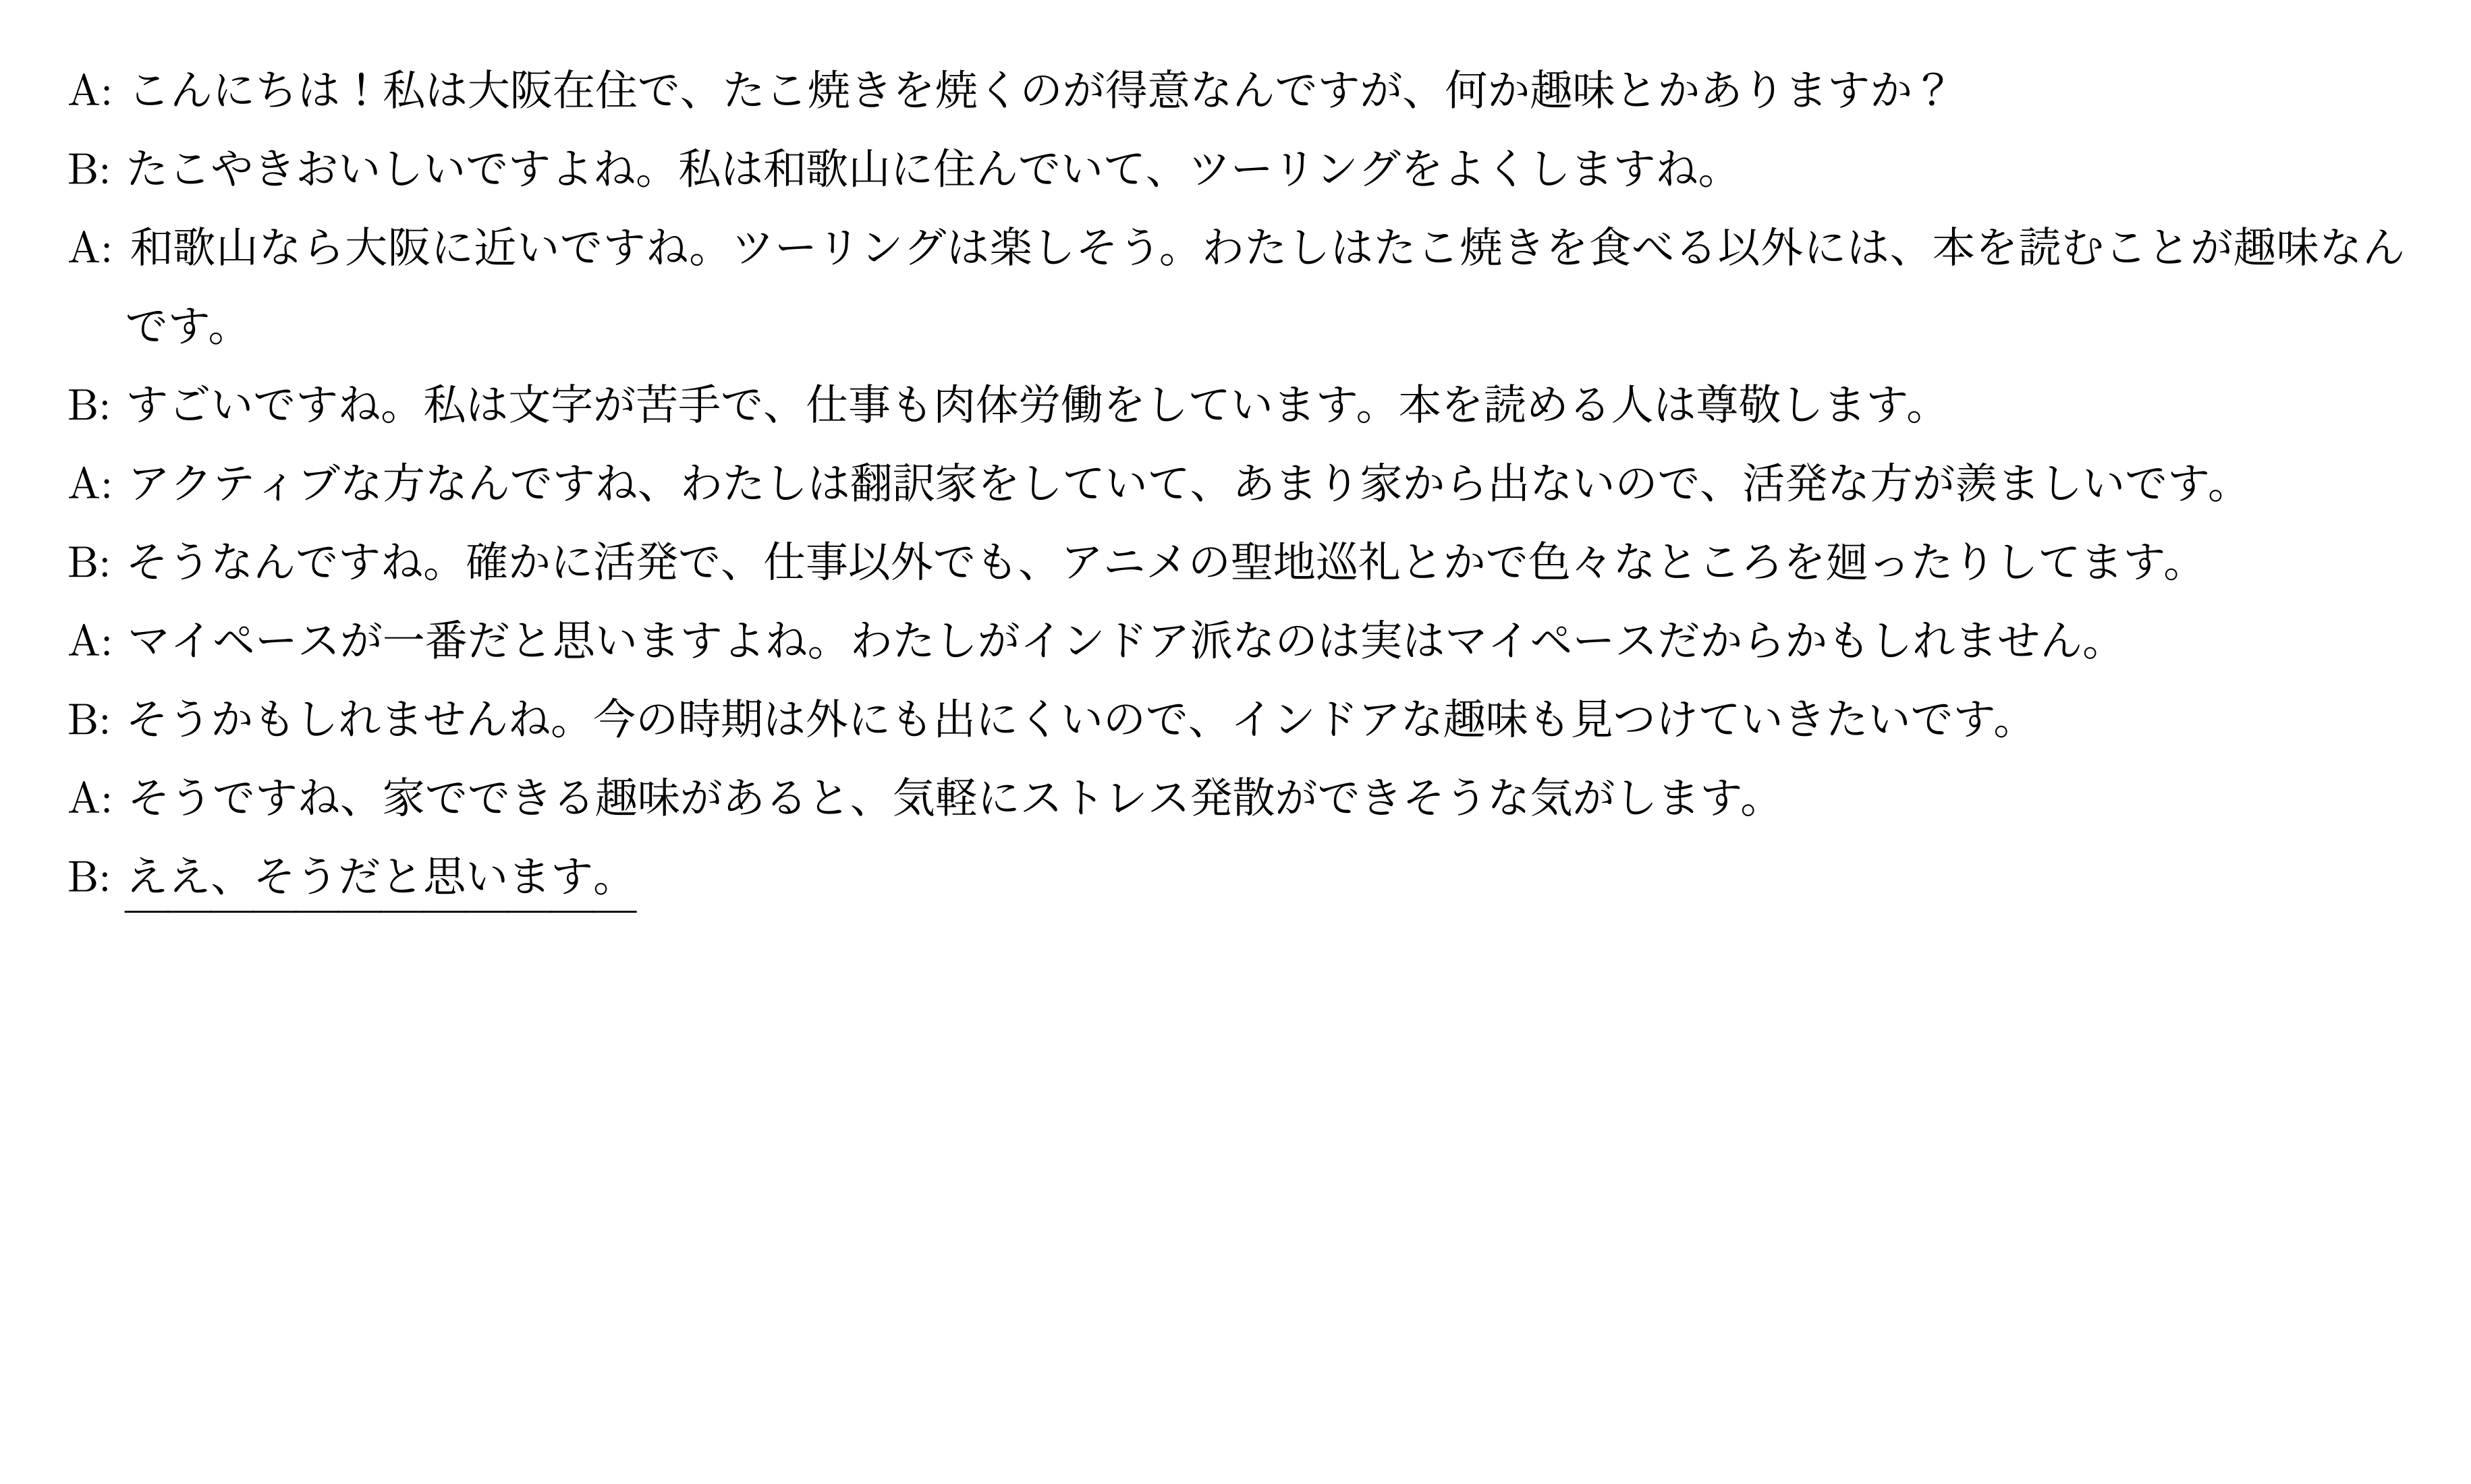 A: こんにちは！私は大阪在住で、たこ焼きを焼くのが得意なんですが、何か趣味とかありますか？
B: たこやきおいしいですよね。私は和歌山に住んでいて、ツーリングをよくしますね。
A: 和歌山なら大阪に近いですね。ツーリングは楽しそう。わたしはたこ焼きを食べる以外には、本を読むことが趣味なん
です。
B: すごいですね。私は文字が苦手で、仕事も肉体労働をしています。本を読める人は尊敬します。
A: アクティブな方なんですね、わたしは翻訳家をしていて、あまり家から出ないので、活発な方が羨ましいです。
B: そうなんですね。確かに活発で、仕事以外でも、アニメの聖地巡礼とかで色々なところを廻ったりしてます。
A: マイペースが一番だと思いますよね。わたしがインドア派なのは実はマイペースだからかもしれません。
B: そうかもしれませんね。今の時期は外にも出にくいので、インドアな趣味も見つけていきたいです。
A: そうですね、家でできる趣味があると、気軽にストレス発散ができそうな気がします。
B: ええ、そうだと思います。